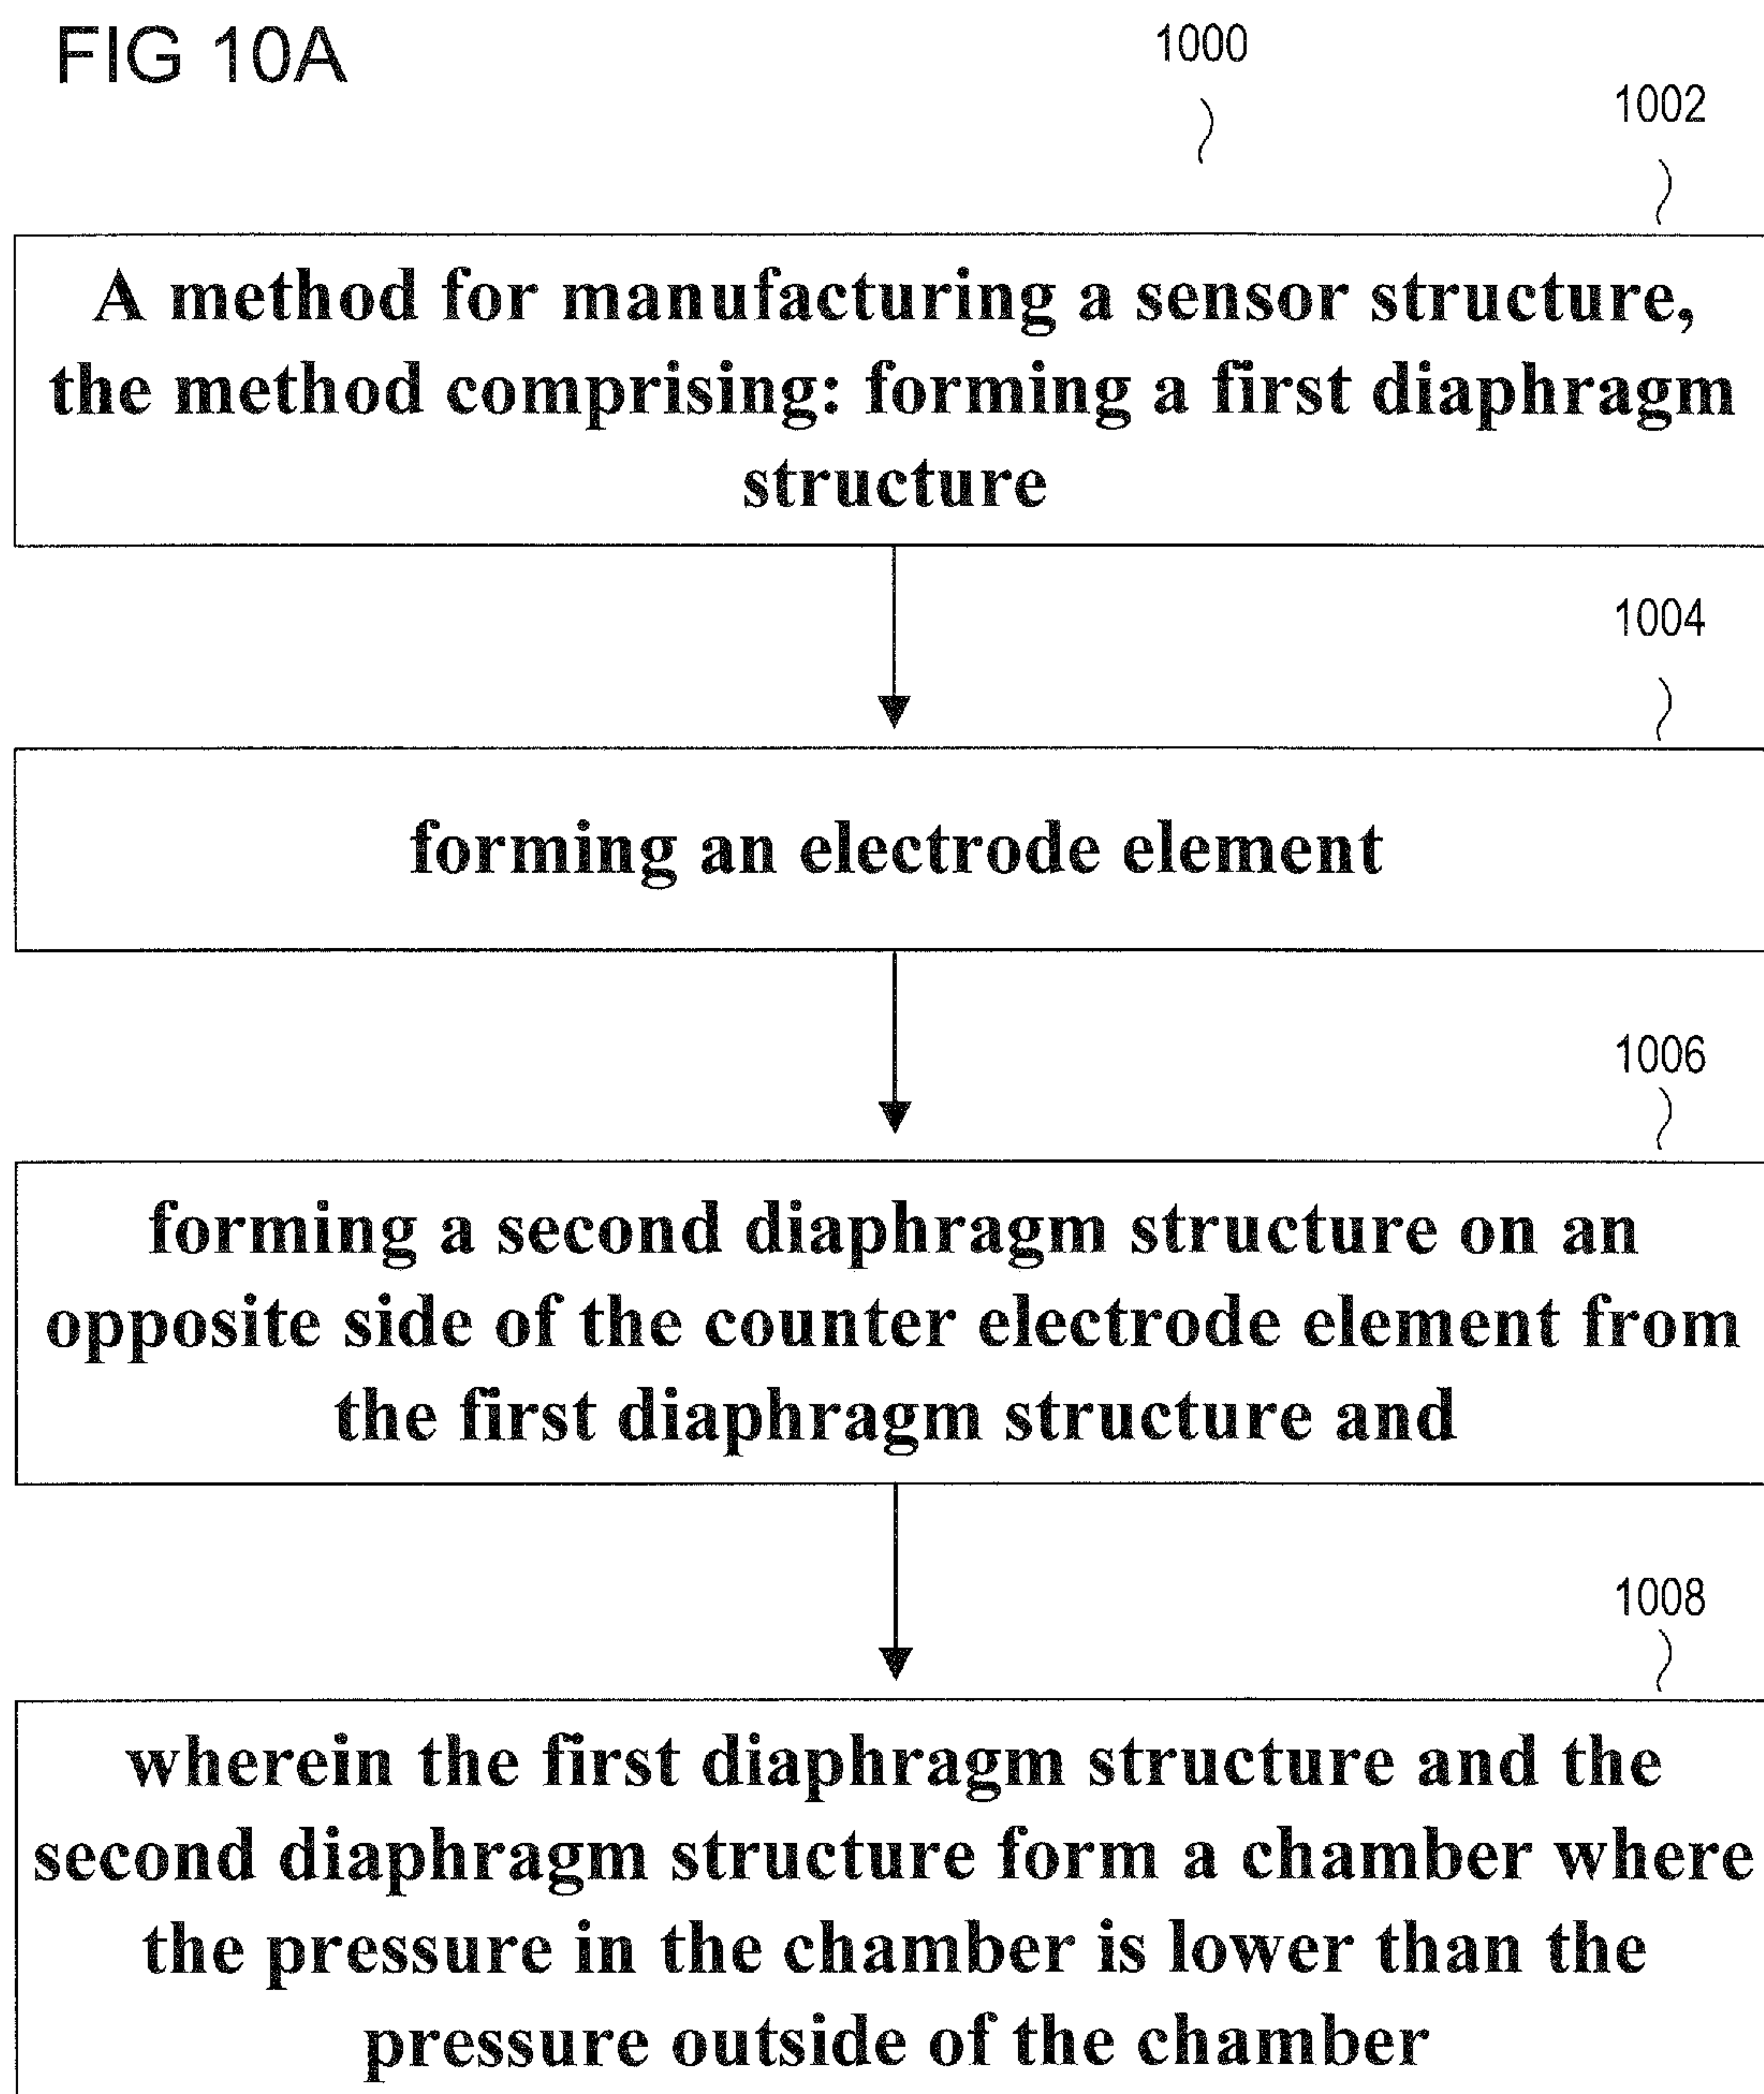 FIG 10A
1000
1002
A method for manufacturing a sensor structure,
the method comprising: forming a first diaphragm
structure
1004
forming an electrode element
1006
forming a second diaphragm structure on an
opposite side of the counter electrode element from
the first diaphragm structure and
1008
wherein the first diaphragm structure and the
second diaphragm structure form a chamber where
the pressure in the chamber is lower than the
pressure outside of the chamber